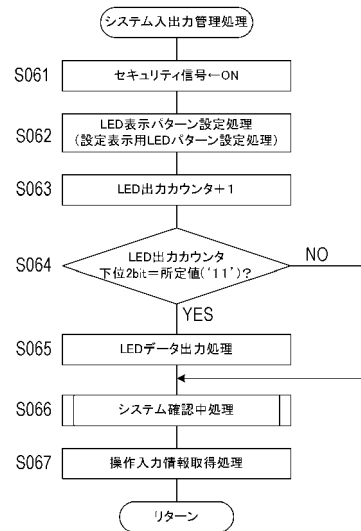 システム入出力管理処理
S061
セキュリティ信号←ON
S062
LED表示パターン設定処理
(設定表示用LEDパターン設定処理)
S063
LED出力カウンタ+1
S064
LED出力カウンタ
下位2bit=所定値('11')?
NO
YES
S065
LEDデータ出力処理
S066
システム確認中処理
S067
操作入力情報取得処理
リターン